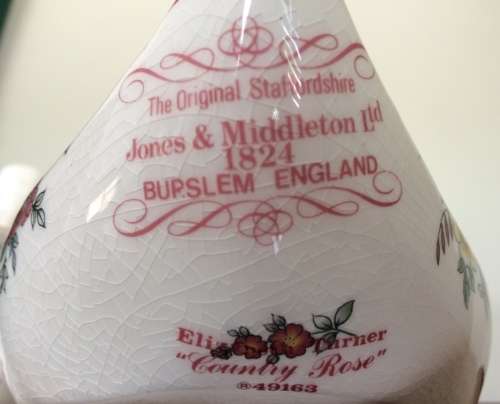 The Original Staffordshire
Jones & Middleton Ltd
1824
BURSLEM ENGLAND
"Country Rose"
®49163